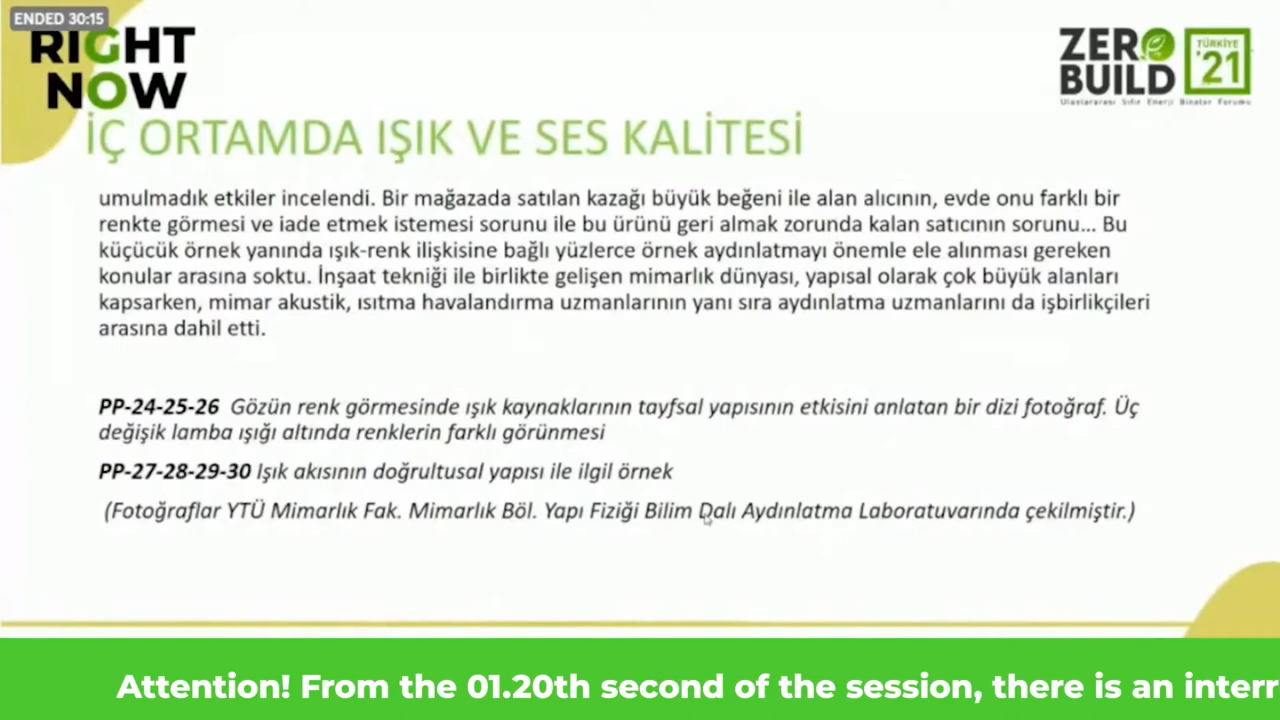 ENDED 30:15
RIGHT
NOW
ZERO
BUILD
TÜRKİYE
'21
Uluslararası Sıfır Enerji Binalar Forumu
İÇ ORTAMDA IŞIK VE SES KALİTESİ
umulmadık etkiler incelendi. Bir mağazada satılan kazağı büyük beğeni ile alan alıcının, evde onu farklı bir
renkte görmesi ve iade etmek istemesi sorunu ile bu ürünü geri almak zorunda kalan satıcının sorunu... Bu
küçücük örnek yanında ışık-renk ilişkisine bağlı yüzlerce örnek aydınlatmayı önemle ele alınması gereken
konular arasına soktu. İnşaat tekniği ile birlikte gelişen mimarlık dünyası, yapısal olarak çok büyük alanları
kapsarken, mimar akustik, ısıtma havalandırma uzmanlarının yanı sıra aydınlatma uzmanlarını da işbirlikçileri
arasına dahil etti.
PP-24-25-26 Gözün renk görmesinde ışık kaynaklarının tayfsal yapısının etkisini anlatan bir dizi fotoğraf. Üç
değişik lamba ışığı altında renklerin farklı görünmesi
PP-27-28-29-30 Işık akısının doğrultusal yapısı ile ilgil örnek
(Fotoğraflar YTÜ Mimarlık Fak. Mimarlık Böl. Yapı Fiziği Bilim Dalı Aydınlatma Laboratuvarında çekilmiştir.)
Attention! From the 01.20th second of the session, there is an interr